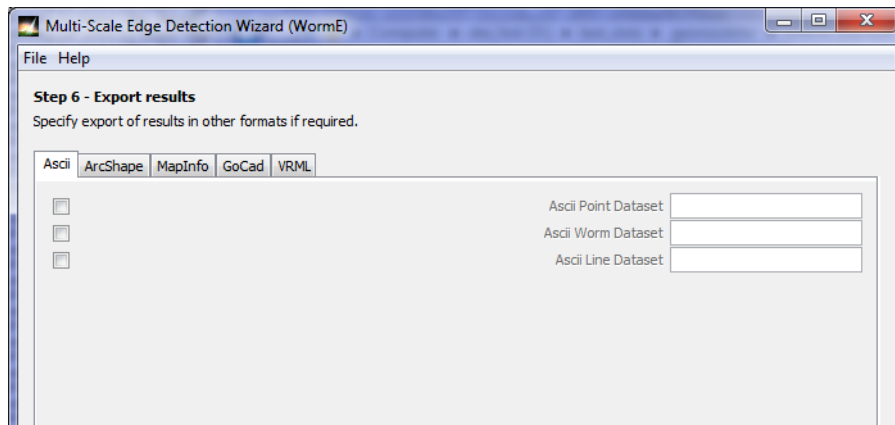 Multi-Scale Edge Detection Wizard (WormE)
File Help
Step 6 - Export results
Specify export of results in other formats if required.
Ascii ArcShape MapInfo GoCad VRML
Ascii Point Dataset
Ascii Worm Dataset
Ascii Line Dataset